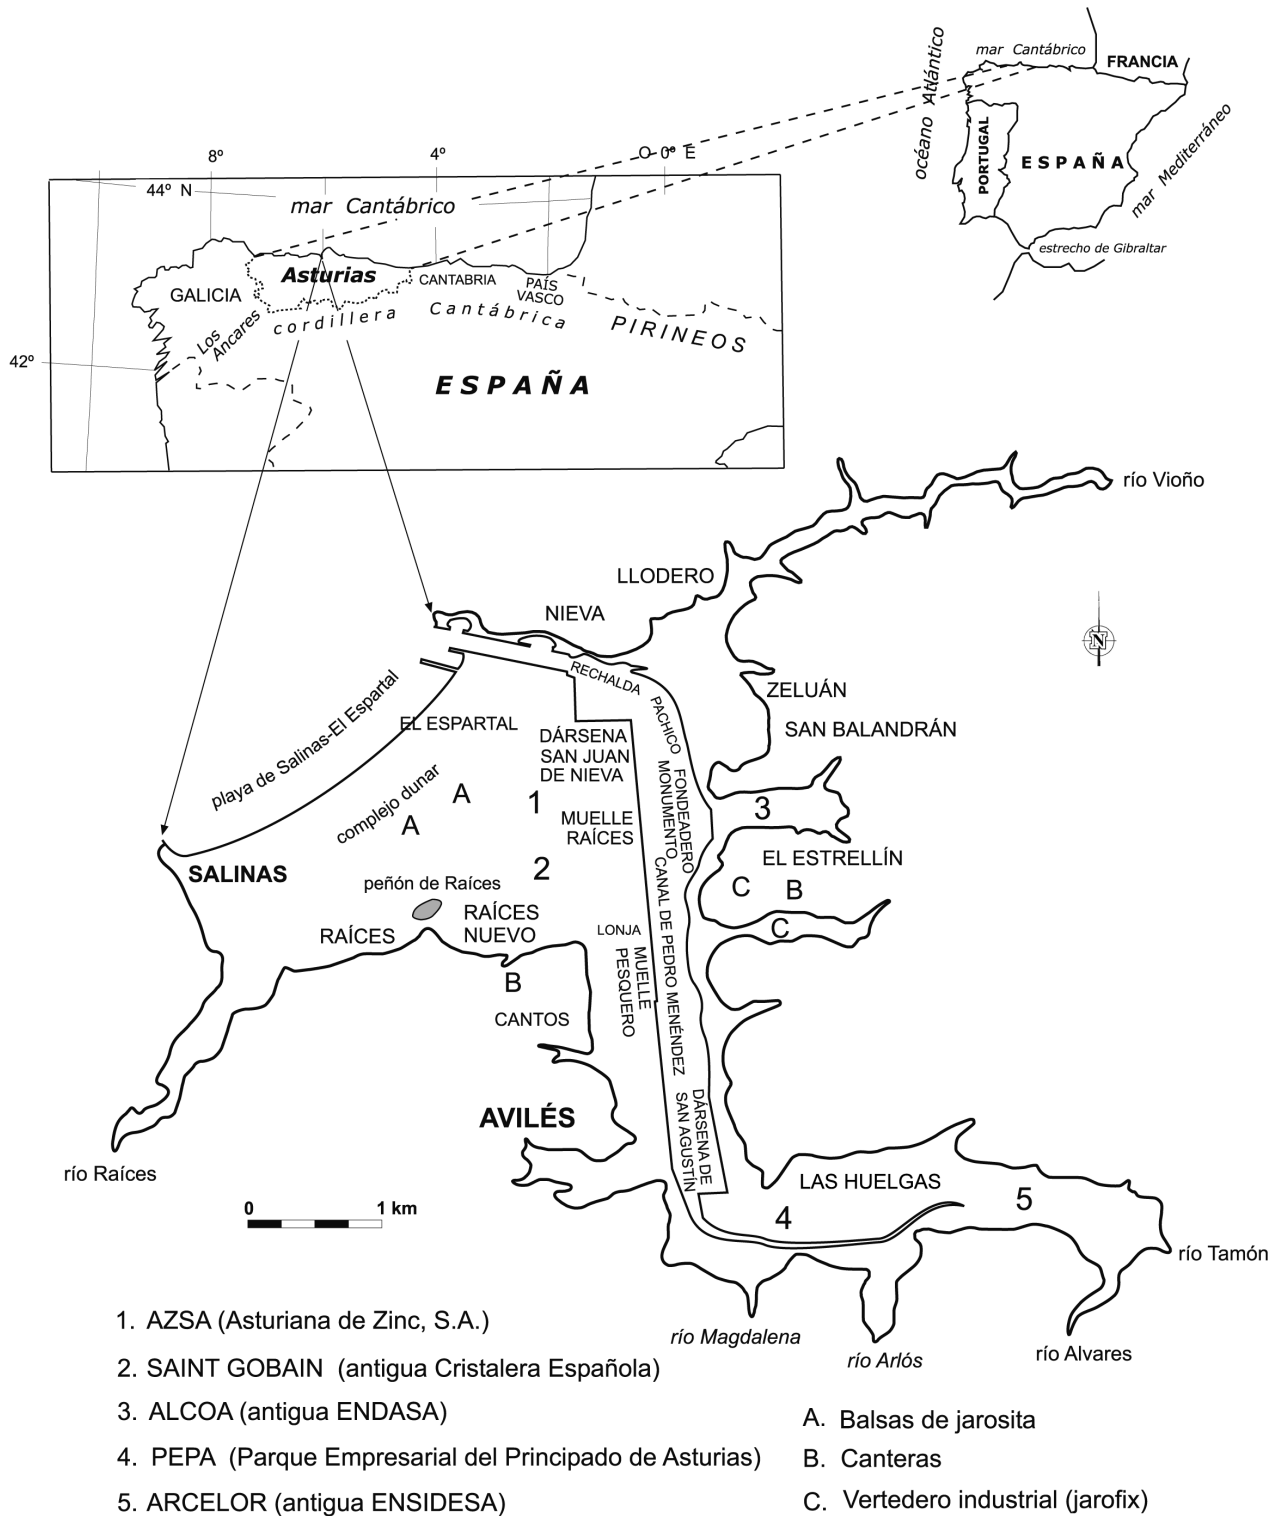 mar Cantábrico
FRANCIA
océano Atlántico
PORTUGAL
ESPAÑA
mar Mediterráneo
estrecho de Gibraltar
8º
4º
O 0º E
44º N
mar Cantábrico
Asturias
GALICIA
CANTABRIA
PAÍS
VASCO
Los
Ancares
cordillera Cantábrica
PIRINEOS
42º
ESPAÑA
río Vioño
LLODERO
NIEVA
N
RECHALDA
ZELUÁN
PACHICO
SAN BALANDRÁN
playa de Salinas-El Espartal
EL ESPARTAL
DÁRSENA
SAN JUAN
DE NIEVA
complejo dunar
A
A
1
MUELLE
RAÍCES
FONDEADERO
MONUMENTO
3
EL ESTRELLÍN
SALINAS
2
peñón de Raíces
C
B
RAÍCES
NUEVO
RAÍCES
LONJA
C
CANAL DE PEDRO MENÉNDEZ
MUELLE
PESQUERO
B
CANTOS
AVILÉS
DÁRSENA DE
SAN AGUSTÍN
río Raíces
LAS HUELGAS
5
4
0
1 km
río Tamón
río Magdalena
río Arlós
río Alvares
1. AZSA (Asturiana de Zinc, S.A.)
2. SAINT GOBAIN (antigua Cristalera Española)
3. ALCOA (antigua ENDASA)
4. PEPA (Parque Empresarial del Principado de Asturias)
5. ARCELOR (antigua ENSIDESA)
A. Balsas de jarosita
B. Canteras
C. Vertedero industrial (jarofix)